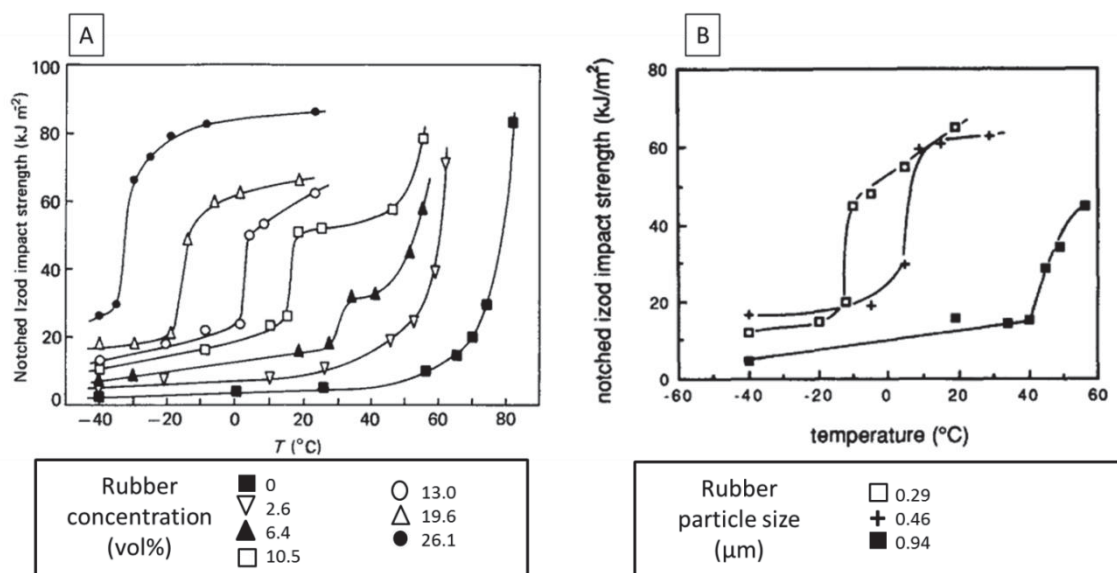 A
Notched Izod impact strength (kJ m⁻²)
100
80
60
40
20
0
−40
−20
0
20
40
60
80
T (°C)
Rubber
concentration
(vol%)
0
2.6
6.4
10.5
13.0
19.6
26.1
B
notched izod impact strength (kJ/m²)
80
60
40
20
0
-60
-40
-20
0
20
40
60
temperature (°C)
Rubber
particle size
(μm)
0.29
0.46
0.94